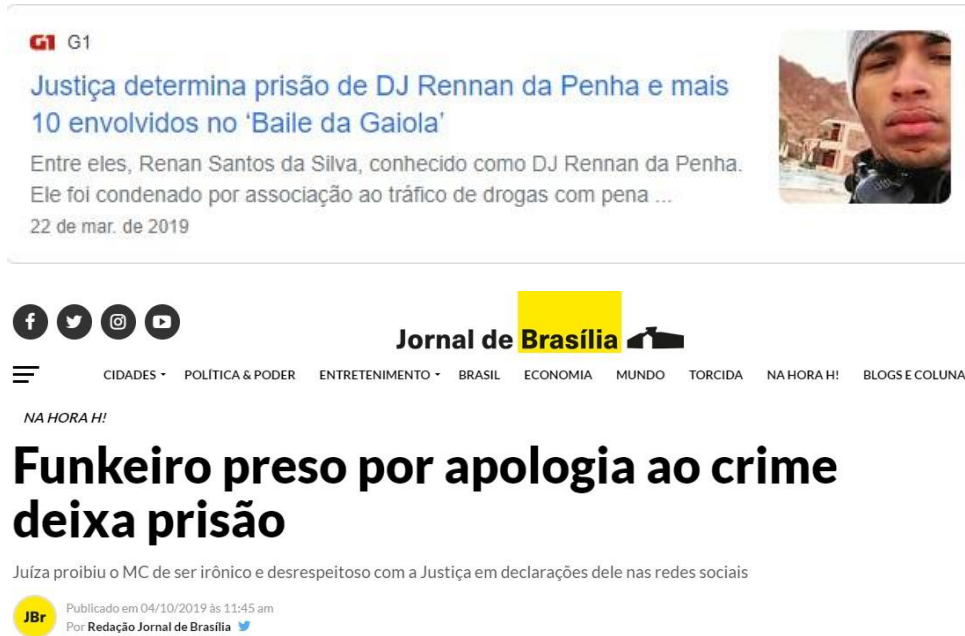 G1 G1
Justiça determina prisão de DJ Rennan da Penha e mais
10 envolvidos no ‘Baile da Gaiola’
Entre eles, Renan Santos da Silva, conhecido como DJ Rennan da Penha.
Ele foi condenado por associação ao tráfico de drogas com pena ...
22 de mar. de 2019
JBL
Jornal de Brasília
CIDADES POLÍTICA & PODER ENTRETENIMENTO BRASIL ECONOMIA MUNDO TORCIDA NA HORA H! BLOGS E COLUNA
NA HORA H!
Funkeiro preso por apologia ao crime
deixa prisão
Juíza proibiu o MC de ser irônico e desrespeitoso com a Justiça em declarações dele nas redes sociais
JBr
Publicado em 04/10/2019 às 11:45 am
Por Redação Jornal de Brasília